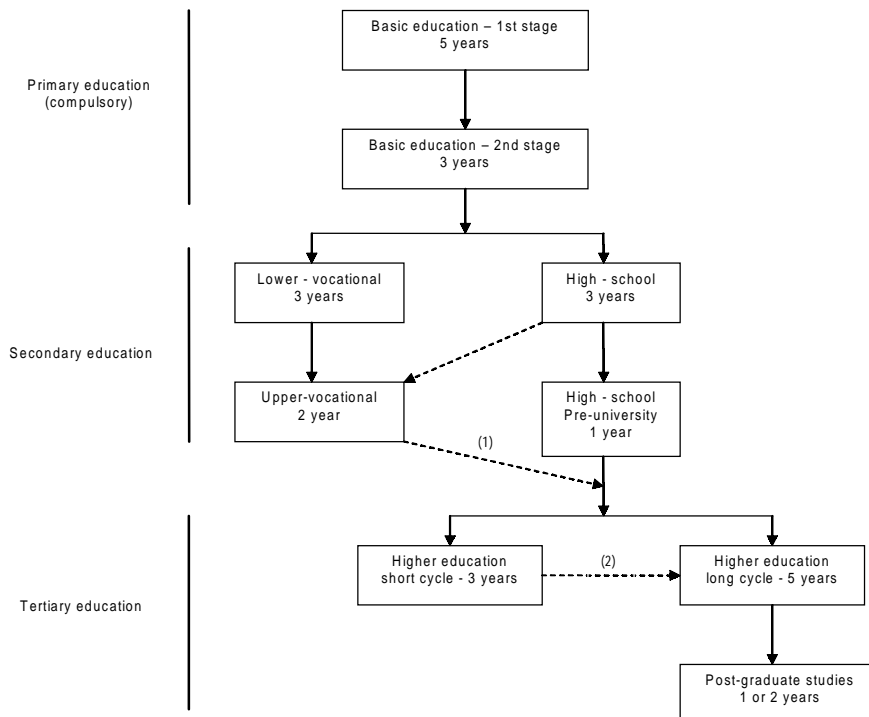 Basic education – 1st stage
5 years
Primary education
(compulsory)
Basic education – 2nd stage
3 years
Lower - vocational
3 years
High - school
3 years
Secondary education
Upper-vocational
2 year
High - school
Pre-university
1 year
(1)
Higher education
short cycle - 3 years
(2)
Higher education
long cycle - 5 years
Tertiary education
Post-graduate studies
1 or 2 years